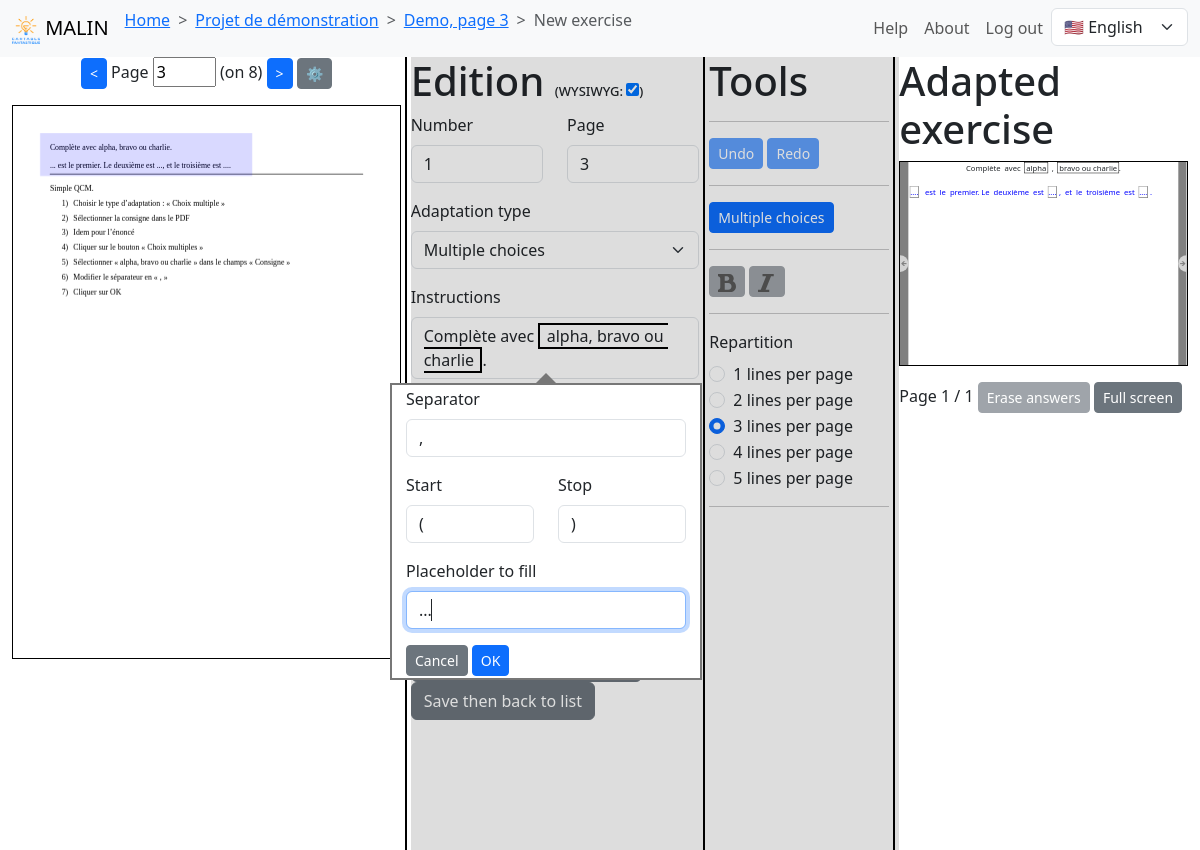 MALIN
Home > Projet de démonstration > Demo, page 3 > New exercise
Help About Log out 🇺🇸 English
< Page 3 (on 8) > ⚙️
Complète avec alpha, bravo ou charlie.
... est le premier. Le deuxième est ..., et le troisième est ....
Simple QCM.
1) Choisir le type d'adaptation : « Choix multiple »
2) Sélectionner la consigne dans le PDF
3) Idem pour l'énoncé
4) Cliquer sur le bouton « Choix multiples »
5) Sélectionner « alpha, bravo ou charlie » dans le champs « Consigne »
6) Modifier le séparateur en « , »
7) Cliquer sur OK
Edition (WYSIWYG: )
Number Page
1 3
Adaptation type
Multiple choices
Instructions
Complète avec alpha, bravo ou
charlie .
Separator
,
Start Stop
( )
Placeholder to fill
...
Cancel OK
Save then back to list
Tools
Undo Redo
Multiple choices
B I
Repartition
1 lines per page
2 lines per page
3 lines per page
4 lines per page
5 lines per page
Adapted
exercise
Complète avec alpha , bravo ou charlie.
.... est le premier. Le deuxième est ...., et le troisième est .... .
Page 1 / 1 Erase answers Full screen